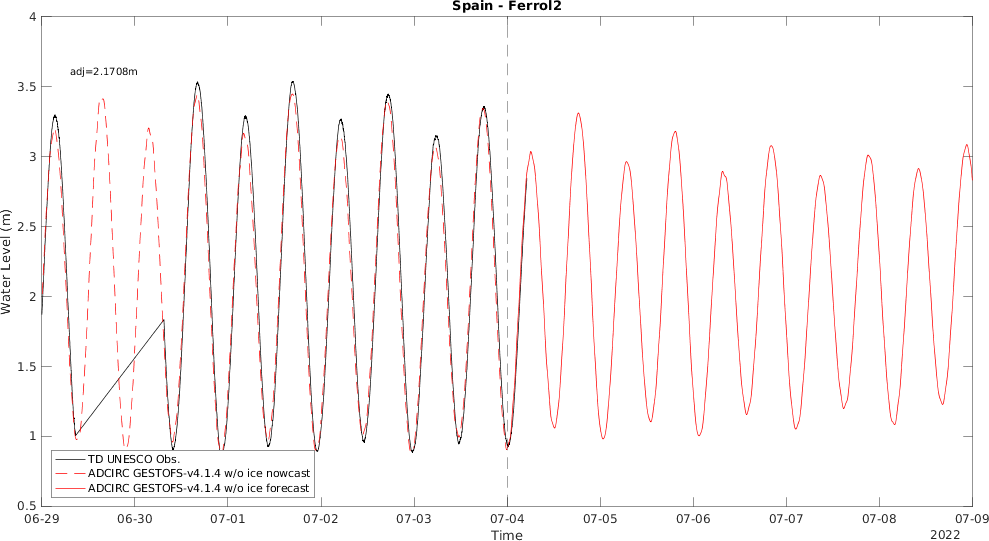 Spain - Ferrol2
adj=2.1708m
Water Level (m)
4
3.5
3
2.5
2
1.5
1
0.5
TD UNESCO Obs.
ADCIRC GESTOFS-v4.1.4 w/o ice nowcast
ADCIRC GESTOFS-v4.1.4 w/o ice forecast
06-29 06-30 07-01 07-02 07-03 07-04 07-05 07-06 07-07 07-08 07-09
Time
2022